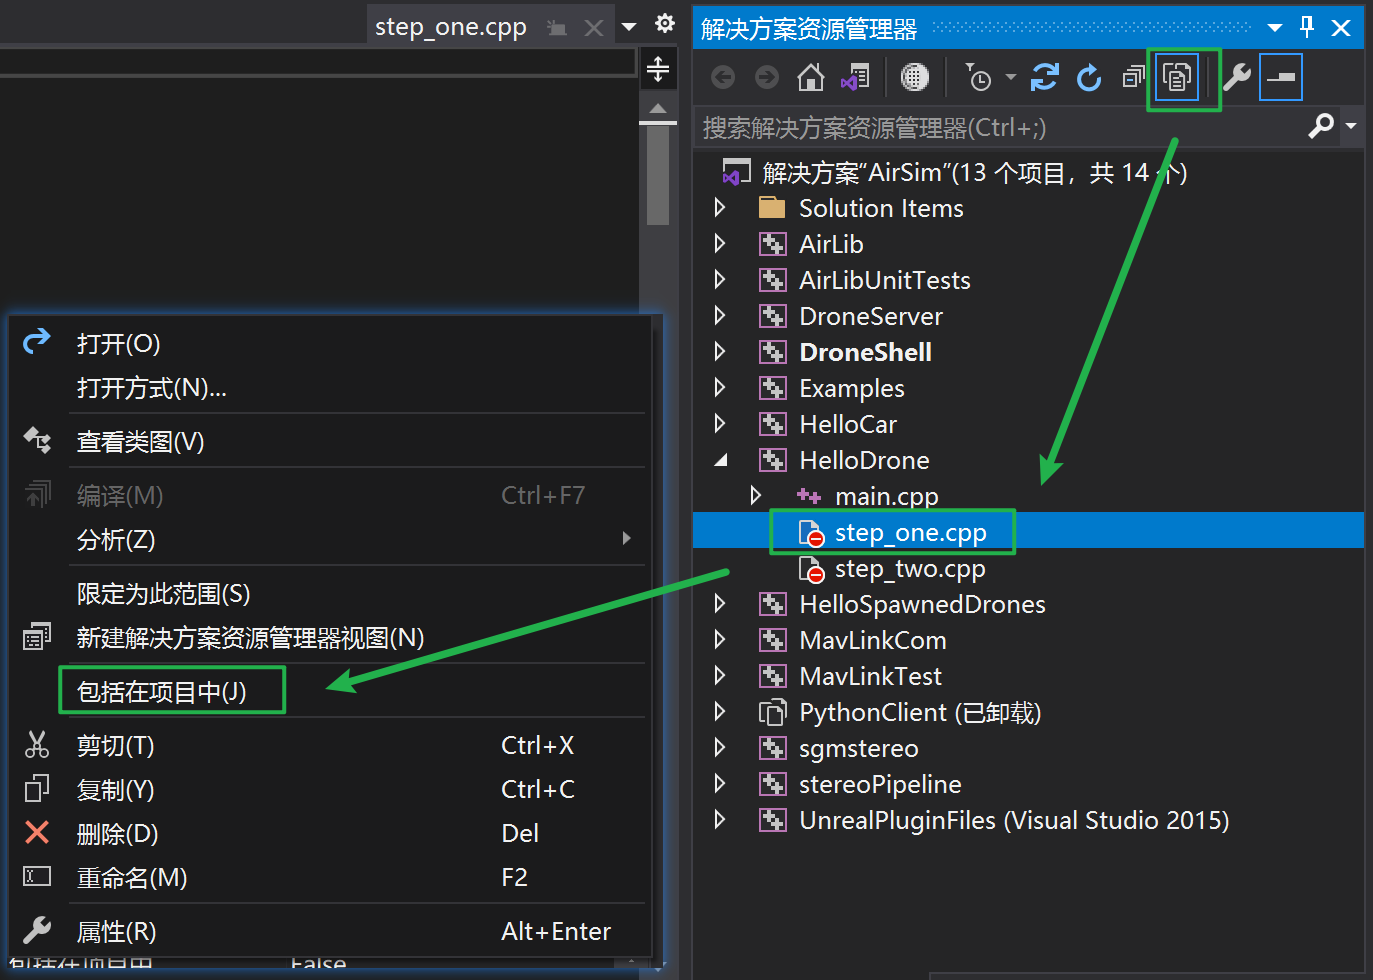 step_one.cpp
解决方案资源管理器
搜索解决方案资源管理器(Ctrl+;)
解决方案“AirSim”(13 个项目，共 14 个)
Solution Items
AirLib
AirLibUnitTests
DroneServer
DroneShell
Examples
HelloCar
HelloDrone
main.cpp
step_one.cpp
step_two.cpp
HelloSpawnedDrones
MavLinkCom
MavLinkTest
PythonClient (已卸载)
sgmstereo
stereoPipeline
UnrealPluginFiles (Visual Studio 2015)
打开(O)
打开方式(N)...
查看类图(V)
编译(M) Ctrl+F7
分析(Z)
限定为此范围(S)
新建解决方案资源管理器视图(N)
包括在项目中(J)
剪切(T) Ctrl+X
复制(Y) Ctrl+C
删除(D) Del
重命名(M) F2
属性(R) Alt+Enter
包括在项目中 False